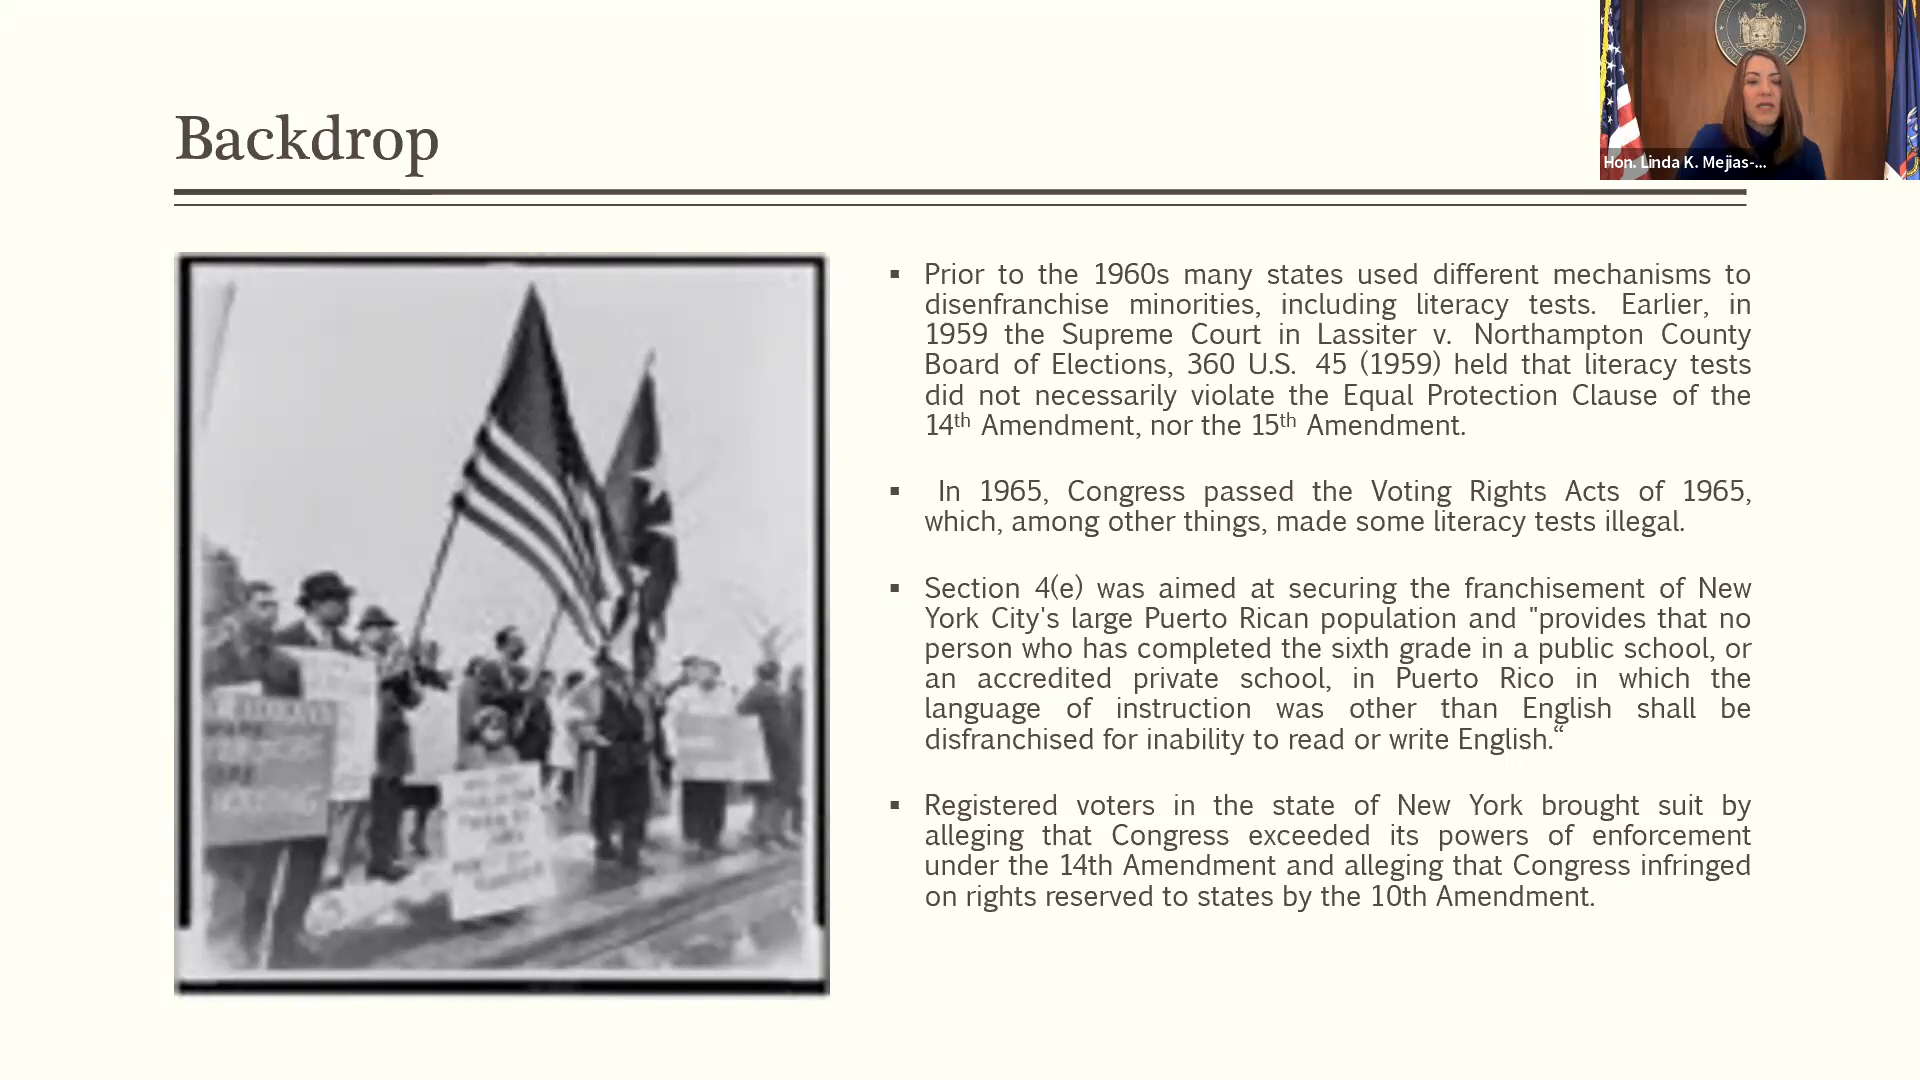 Backdrop
Hon. Linda K. Mejias-...
▪ Prior to the 1960s many states used different mechanisms to
disenfranchise minorities, including literacy tests. Earlier, in
1959 the Supreme Court in Lassiter v. Northampton County
Board of Elections, 360 U.S. 45 (1959) held that literacy tests
did not necessarily violate the Equal Protection Clause of the
14th Amendment, nor the 15th Amendment.
▪ In 1965, Congress passed the Voting Rights Acts of 1965,
which, among other things, made some literacy tests illegal.
▪ Section 4(e) was aimed at securing the franchisement of New
York City's large Puerto Rican population and "provides that no
person who has completed the sixth grade in a public school, or
an accredited private school, in Puerto Rico in which the
language of instruction was other than English shall be
disfranchised for inability to read or write English.“
▪ Registered voters in the state of New York brought suit by
alleging that Congress exceeded its powers of enforcement
under the 14th Amendment and alleging that Congress infringed
on rights reserved to states by the 10th Amendment.